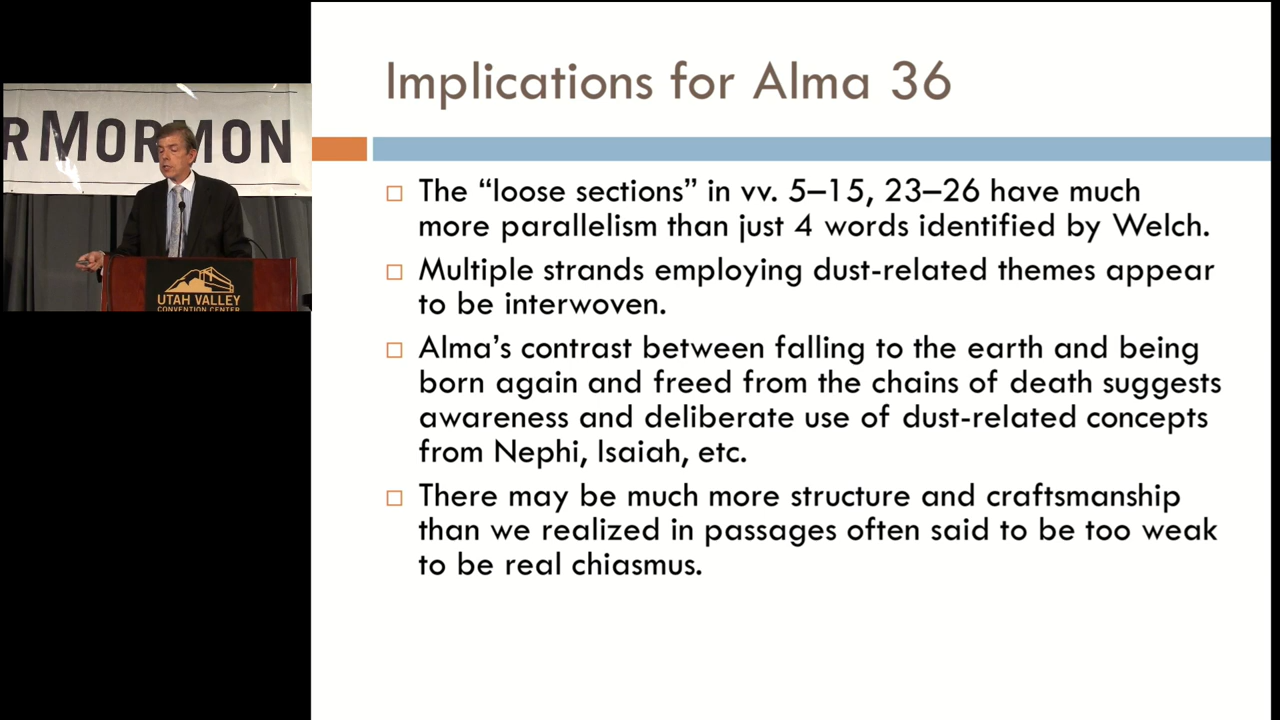 Implications for Alma 36
R MORMON
UTAH VALLEY
CONVENTION CENTER
□ The “loose sections” in vv. 5–15, 23–26 have much
more parallelism than just 4 words identified by Welch.
□ Multiple strands employing dust-related themes appear
to be interwoven.
□ Alma’s contrast between falling to the earth and being
born again and freed from the chains of death suggests
awareness and deliberate use of dust-related concepts
from Nephi, Isaiah, etc.
□ There may be much more structure and craftsmanship
than we realized in passages often said to be too weak
to be real chiasmus.